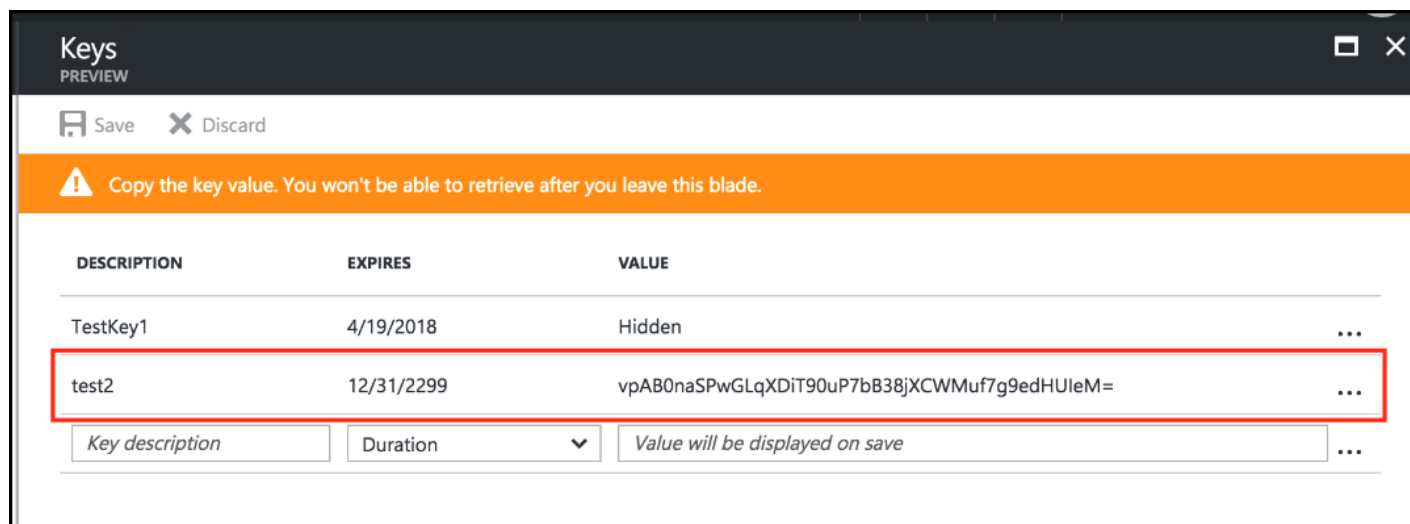 Keys
PREVIEW
Save Discard
Copy the key value. You won't be able to retrieve after you leave this blade.
DESCRIPTION EXPIRES VALUE
TestKey1 4/19/2018 Hidden ...
test2 12/31/2299 vpAB0naSPwGLqXDiT90uP7bB38jXCWMuf7g9edHUIeM= ...
Key description Duration Value will be displayed on save ...